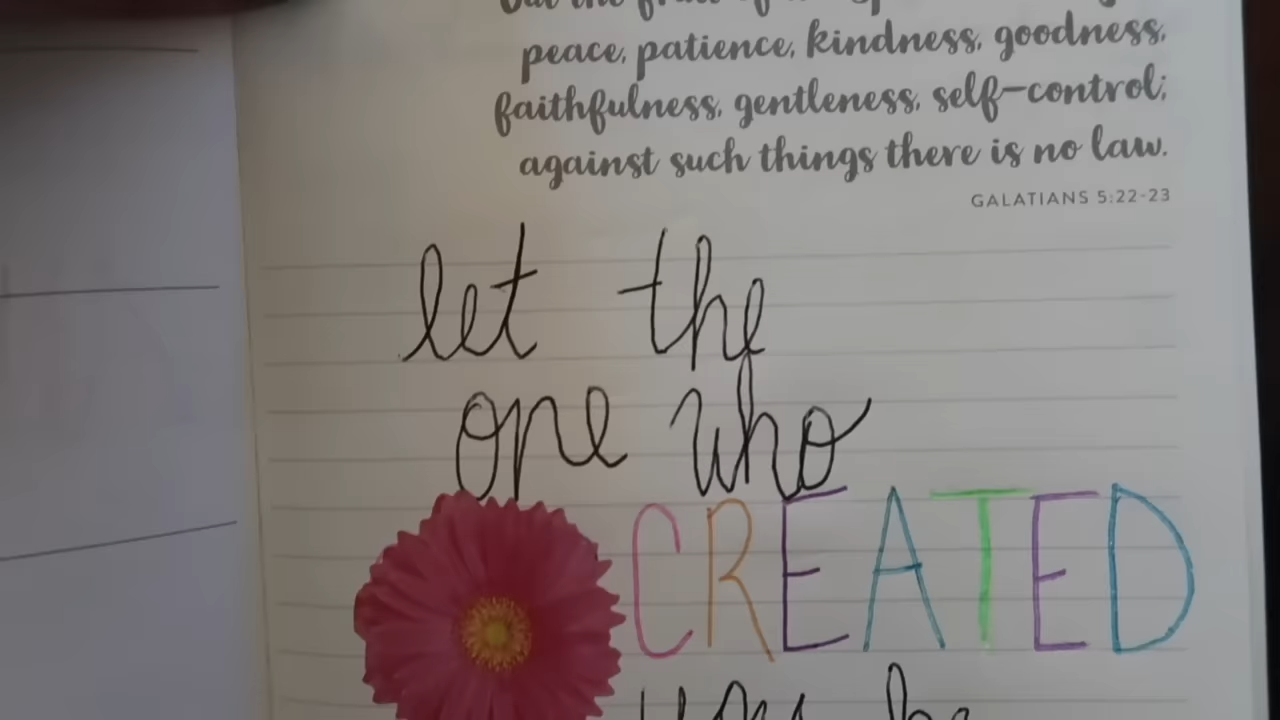 peace, patience, kindness, goodness,
faithfulness, gentleness, self-control;
against such things there is no law.
GALATIANS 5:22-23
let the
one who
CREATED